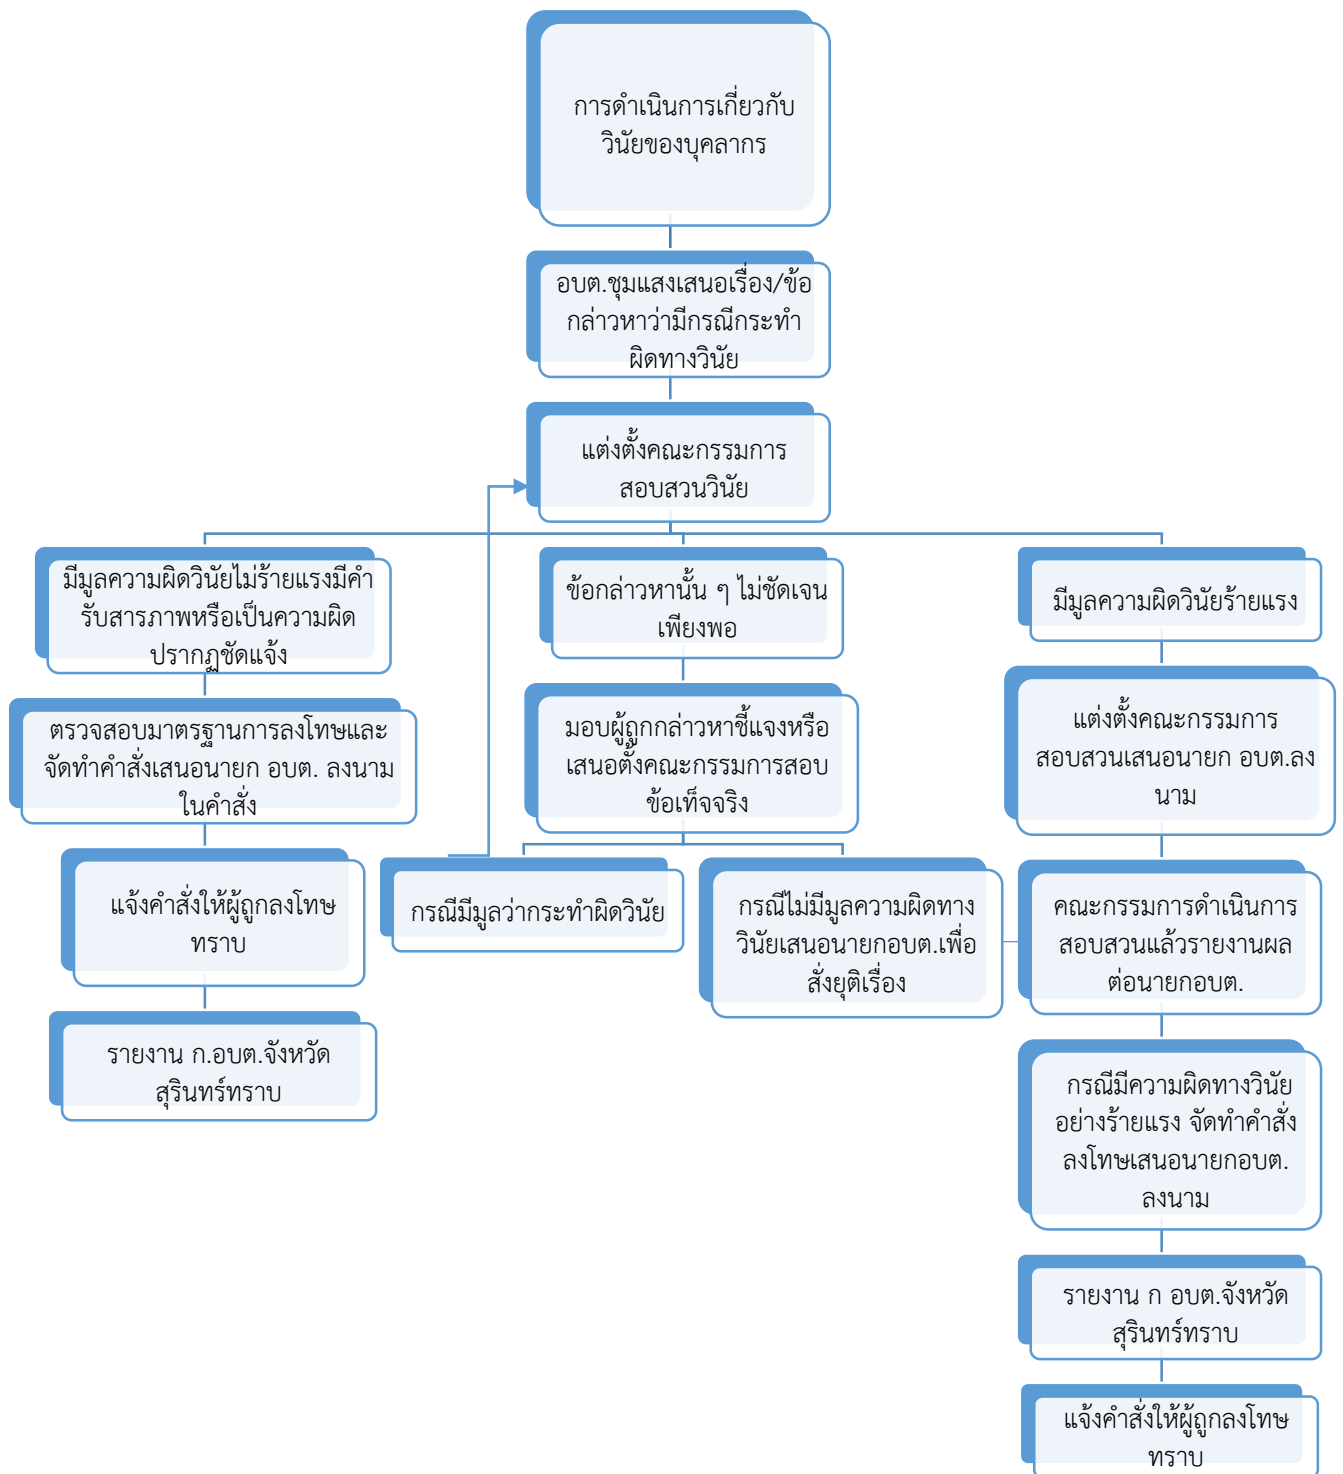 การดำเนินการเกี่ยวกับ
วินัยของบุคลากร
อบต.ชุมแสงเสนอเรื่อง/ข้อ
กล่าวหาว่ามีกรณีกระทำ
ผิดทางวินัย
แต่งตั้งคณะกรรมการ
สอบสวนวินัย
มีมูลความผิดวินัยไม่ร้ายแรงมีคำ
รับสารภาพหรือเป็นความผิด
ปรากฏชัดแจ้ง
ตรวจสอบมาตรฐานการลงโทษและ
จัดทำคำสั่งเสนอนายก อบต. ลงนาม
ในคำสั่ง
แจ้งคำสั่งให้ผู้ถูกลงโทษ
ทราบ
รายงาน ก.อบต.จังหวัด
สุรินทร์ทราบ
ข้อกล่าวหานั้น ๆ ไม่ชัดเจน
เพียงพอ
มอบผู้ถูกกล่าวหาชี้แจงหรือ
เสนอตั้งคณะกรรมการสอบ
ข้อเท็จจริง
กรณีมีมูลว่ากระทำผิดวินัย
กรณีไม่มีมูลความผิดทาง
วินัยเสนอนายกอบต.เพื่อ
สั่งยุติเรื่อง
มีมูลความผิดวินัยร้ายแรง
แต่งตั้งคณะกรรมการ
สอบสวนเสนอนายก อบต.ลง
นาม
คณะกรรมการดำเนินการ
สอบสวนแล้วรายงานผล
ต่อนายกอบต.
กรณีมีความผิดทางวินัย
อย่างร้ายแรง จัดทำคำสั่ง
ลงโทษเสนอนายกอบต.
ลงนาม
รายงาน ก อบต.จังหวัด
สุรินทร์ทราบ
แจ้งคำสั่งให้ผู้ถูกลงโทษ
ทราบ